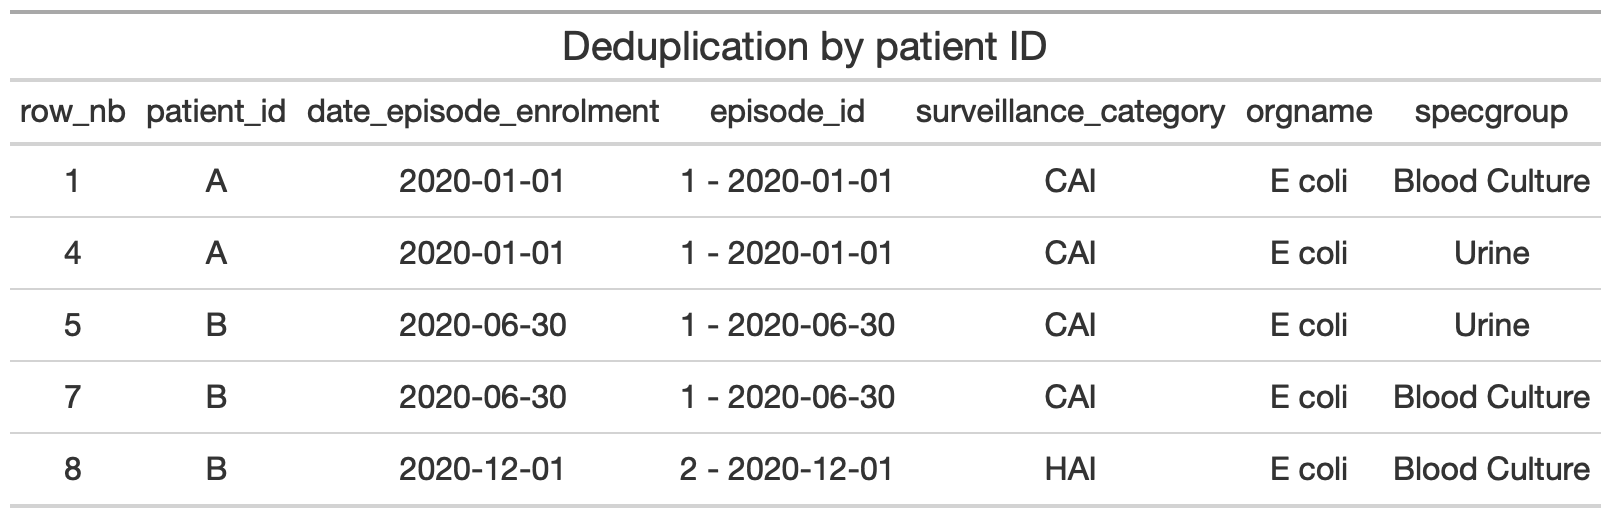 Deduplication by patient ID
row_nb patient_id date_episode_enrolment episode_id surveillance_category orgname specgroup
1 A 2020-01-01 1 - 2020-01-01 CAI E coli Blood Culture
4 A 2020-01-01 1 - 2020-01-01 CAI E coli Urine
5 B 2020-06-30 1 - 2020-06-30 CAI E coli Urine
7 B 2020-06-30 1 - 2020-06-30 CAI E coli Blood Culture
8 B 2020-12-01 2 - 2020-12-01 HAI E coli Blood Culture